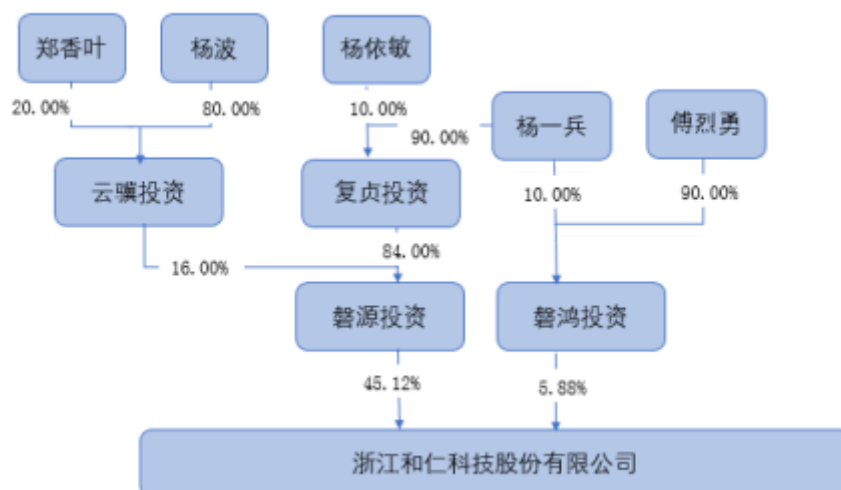 郑香叶
杨波
杨依敏
20.00%
80.00%
10.00%
杨一兵
傅烈勇
90.00%
云骥投资
复贞投资
10.00%
90.00%
84.00%
16.00%
磐源投资
磐鸿投资
45.12%
5.88%
浙江和仁科技股份有限公司